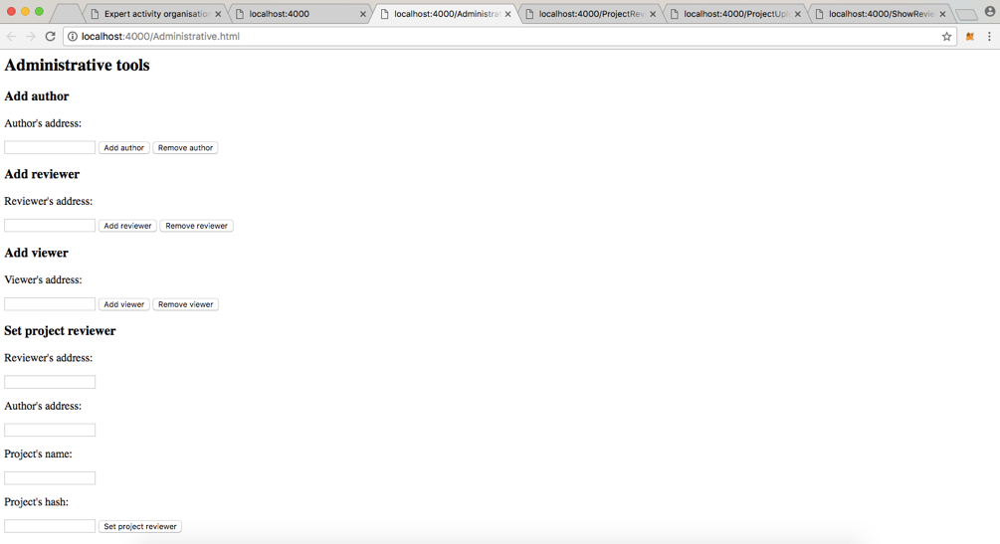 Expert activity organisation
localhost:4000
localhost:4000/Administrat
localhost:4000/ProjectRev
localhost:4000/ProjectUplo
localhost:4000/ShowRevie
localhost:4000/Administrative.html
Administrative tools
Add author
Author's address:
Add author Remove author
Add reviewer
Reviewer's address:
Add reviewer Remove reviewer
Add viewer
Viewer's address:
Add viewer Remove viewer
Set project reviewer
Reviewer's address:
Author's address:
Project's name:
Project's hash:
Set project reviewer